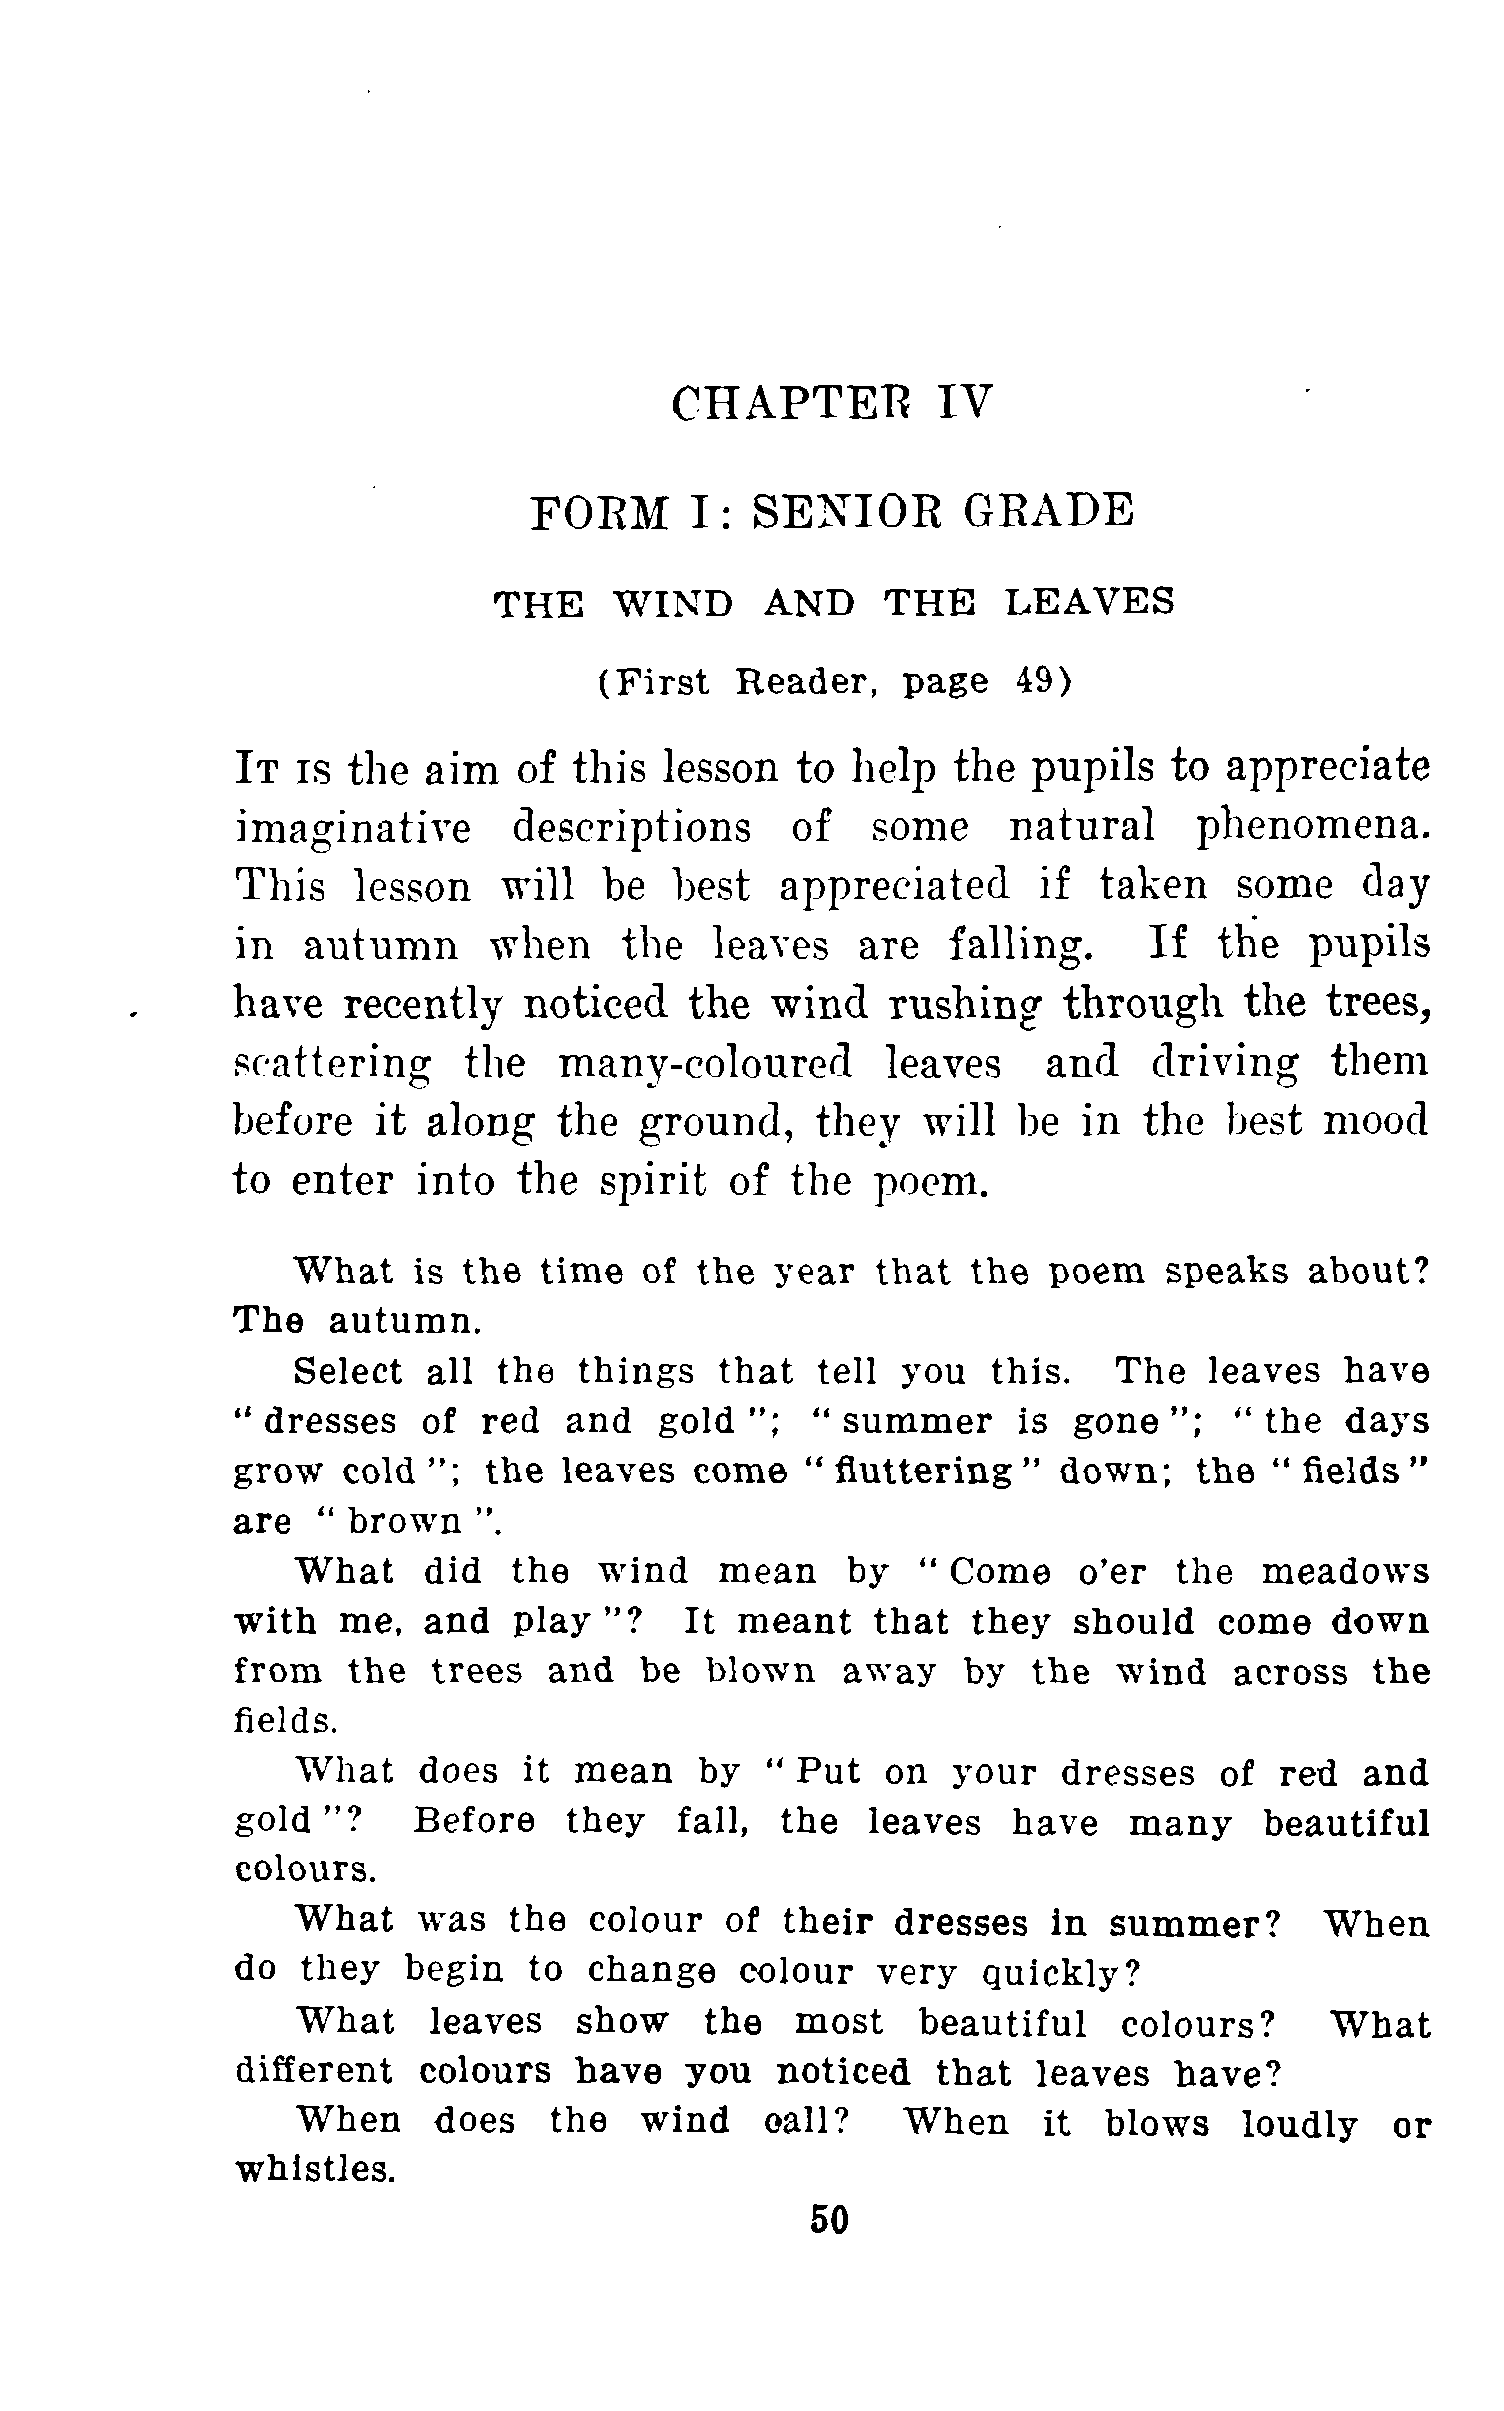 CHAPTER IV
FORM I: SENIOR GRADE
THE WIND AND THE LEAVES
(First Reader, page 49)
IT IS the aim of this lesson to help the pupils to appreciate
imaginative descriptions of some natural phenomena.
This lesson will be best appreciated if taken some day
in autumn when the leaves are falling. If the pupils
have recently noticed the wind rushing through the trees,
scattering the many-coloured leaves and driving them
before it along the ground, they will be in the best mood
to enter into the spirit of the poem.
What is the time of the year that the poem speaks about?
The autumn.
Select all the things that tell you this. The leaves have
" dresses of red and gold "; " summer is gone "; " the days
grow cold "; the leaves come " fluttering " down; the " fields "
are " brown ".
What did the wind mean by " Come o'er the meadows
with me, and play "? It meant that they should come down
from the trees and be blown away by the wind across the
fields.
What does it mean by " Put on your dresses of red and
gold "? Before they fall, the leaves have many beautiful
colours.
What was the colour of their dresses in summer? When
do they begin to change colour very quickly?
What leaves show the most beautiful colours? What
different colours have you noticed that leaves have?
When does the wind call? When it blows loudly or
whistles.
50